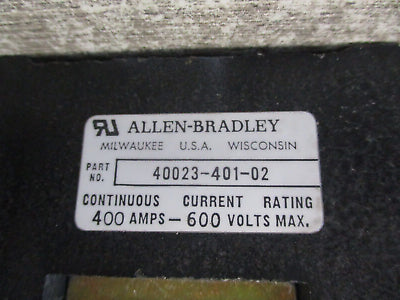 ALLEN-BRADLEY
MILWAUKEE U.S.A. WISCONSIN
PART NO. 40023-401-02
CONTINUOUS CURRENT RATING
400 AMPS-600 VOLTS MAX.